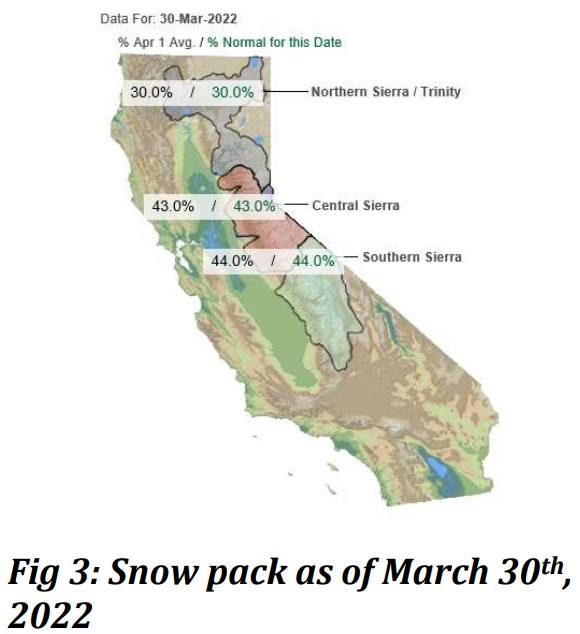 Data For: 30-Mar-2022
% Apr 1 Avg. / % Normal for this Date
30.0% / 30.0% Northern Sierra / Trinity
43.0% / 43.0% Central Sierra
44.0% / 44.0% Southern Sierra
Fig 3: Snow pack as of March 30th,
2022